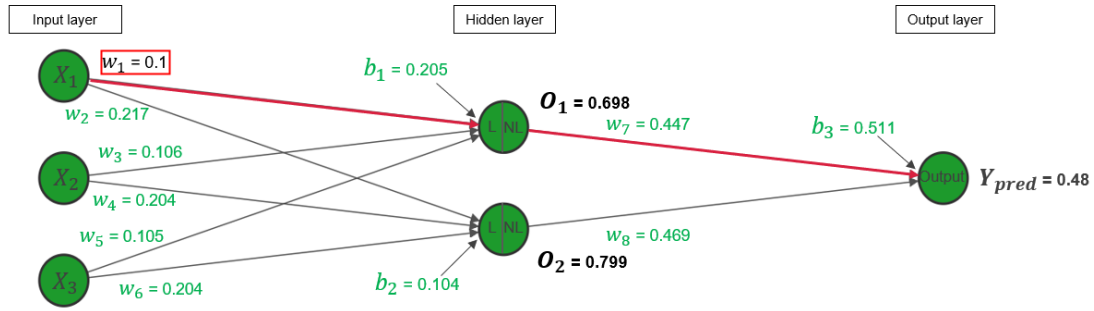 Input layer
Hidden layer
Output layer
X₁
w₁ = 0.1
b₁ = 0.205
O₁ = 0.698
w₂ = 0.217
L NL
w₇ = 0.447
b₃ = 0.511
w₃ = 0.106
X₂
Output
Y_pred = 0.48
w₄ = 0.204
w₅ = 0.105
L NL
w₈ = 0.469
O₂ = 0.799
X₃
w₆ = 0.204
b₂ = 0.104